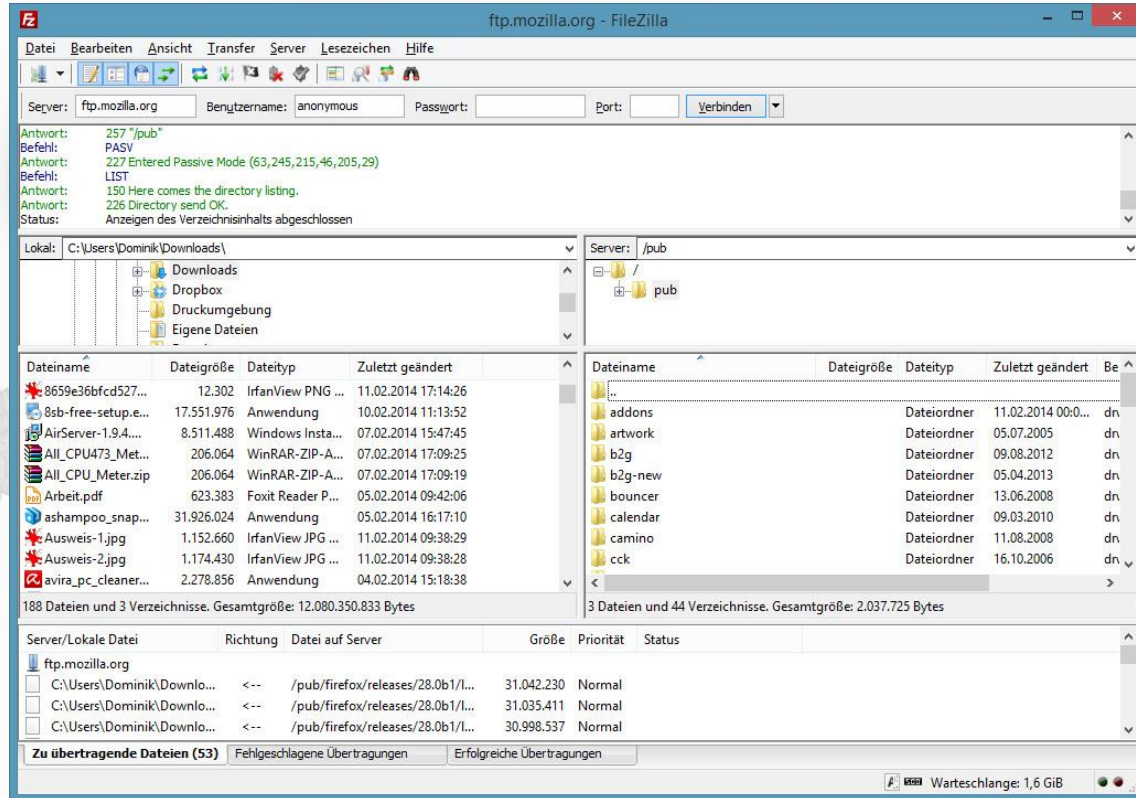 Fz ftp.mozilla.org - FileZilla
Datei Bearbeiten Ansicht Transfer Server Lesezeichen Hilfe
Server: ftp.mozilla.org Benutzername: anonymous Passwort: Port: Verbinden
Antwort: 257 "/pub"
Befehl: PASV
Antwort: 227 Entered Passive Mode (63,245,215,46,205,29)
Befehl: LIST
Antwort: 150 Here comes the directory listing.
Antwort: 226 Directory send OK.
Status: Anzeigen des Verzeichnisinhalts abgeschlossen
Lokal: C:\Users\Dominik\Downloads\
Downloads
Dropbox
Druckumgebung
Eigene Dateien
Server: /pub
/
pub
Dateiname Dateigröße Dateityp Zuletzt geändert
8659e36bfcd527... 12.302 IrfanView PNG ... 11.02.2014 17:14:26
8sb-free-setup.e... 17.551.976 Anwendung 10.02.2014 11:13:52
AirServer-1.9.4.... 8.511.488 Windows Insta... 07.02.2014 15:47:45
All_CPU473_Met... 206.064 WinRAR-ZIP-A... 07.02.2014 17:09:25
All_CPU_Meter.zip 206.064 WinRAR-ZIP-A... 07.02.2014 17:09:19
Arbeit.pdf 623.383 Foxit Reader P... 05.02.2014 09:42:06
ashampoo_snap... 31.926.024 Anwendung 05.02.2014 16:17:10
Ausweis-1.jpg 1.152.660 IrfanView JPG ... 11.02.2014 09:38:29
Ausweis-2.jpg 1.174.430 IrfanView JPG ... 11.02.2014 09:38:28
avira_pc_cleaner... 2.278.856 Anwendung 04.02.2014 15:18:38
188 Dateien und 3 Verzeichnisse. Gesamtgröße: 12.080.350.833 Bytes
Dateiname Dateigröße Dateityp Zuletzt geändert Be
..
addons Dateiordner 11.02.2014 00:0... drv
artwork Dateiordner 05.07.2005 drv
b2g Dateiordner 09.08.2012 drv
b2g-new Dateiordner 05.04.2013 drv
bouncer Dateiordner 13.06.2008 drv
calendar Dateiordner 09.03.2010 drv
camino Dateiordner 11.08.2008 drv
cck Dateiordner 16.10.2006 drv
3 Dateien und 44 Verzeichnisse. Gesamtgröße: 2.037.725 Bytes
Server/Lokale Datei Richtung Datei auf Server Größe Priorität Status
ftp.mozilla.org
C:\Users\Dominik\Downlo... <-- /pub/firefox/releases/28.0b1/l... 31.042.230 Normal
C:\Users\Dominik\Downlo... <-- /pub/firefox/releases/28.0b1/l... 31.035.411 Normal
C:\Users\Dominik\Downlo... <-- /pub/firefox/releases/28.0b1/l... 30.998.537 Normal
Zu übertragende Dateien (53) Fehlgeschlagene Übertragungen Erfolgreiche Übertragungen
Warteschlange: 1,6 GiB